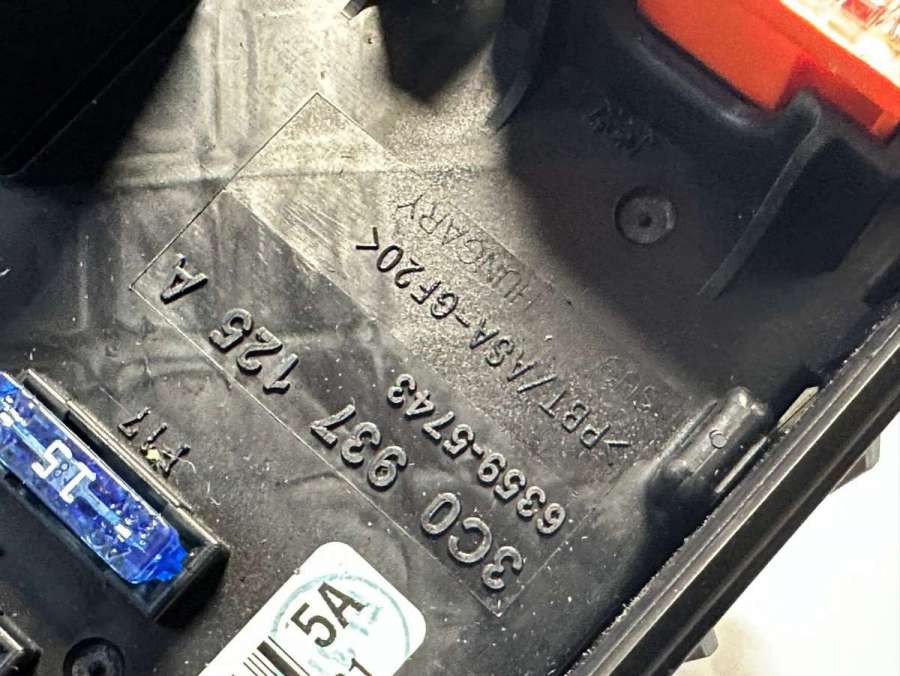 3C0 937 125 A
6359-5743
>PBT/ASA-GF20<
HUNGARY
F17
15
5A